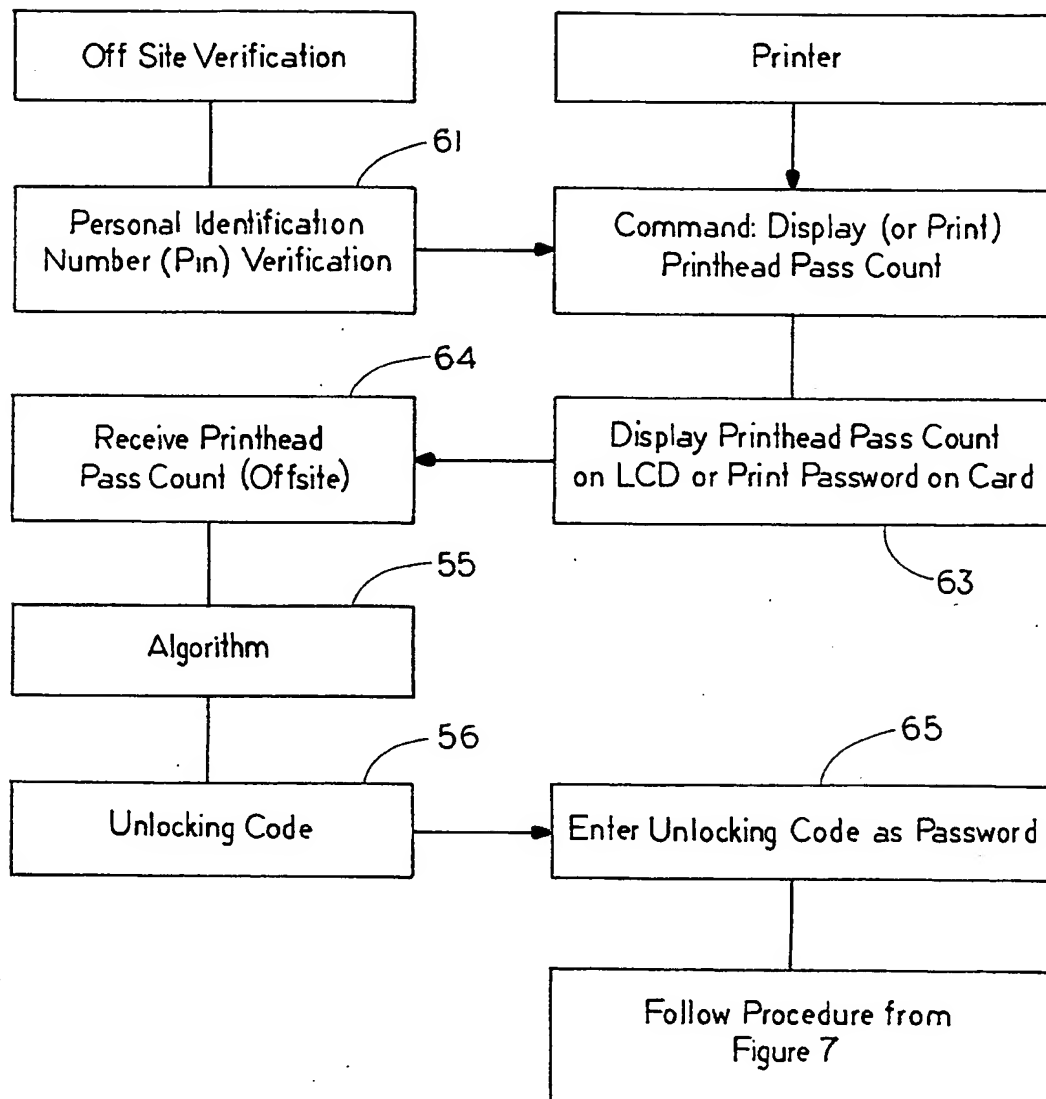 Off Site Verification
Printer
61
Personal Identification
Number (Pin) Verification
Command: Display (or Print)
Printhead Pass Count
64
Receive Printhead
Pass Count (Offsite)
Display Printhead Pass Count
on LCD or Print Password on Card
63
55
Algorithm
56
Unlocking Code
65
Enter Unlocking Code as Password
Follow Procedure from
Figure 7